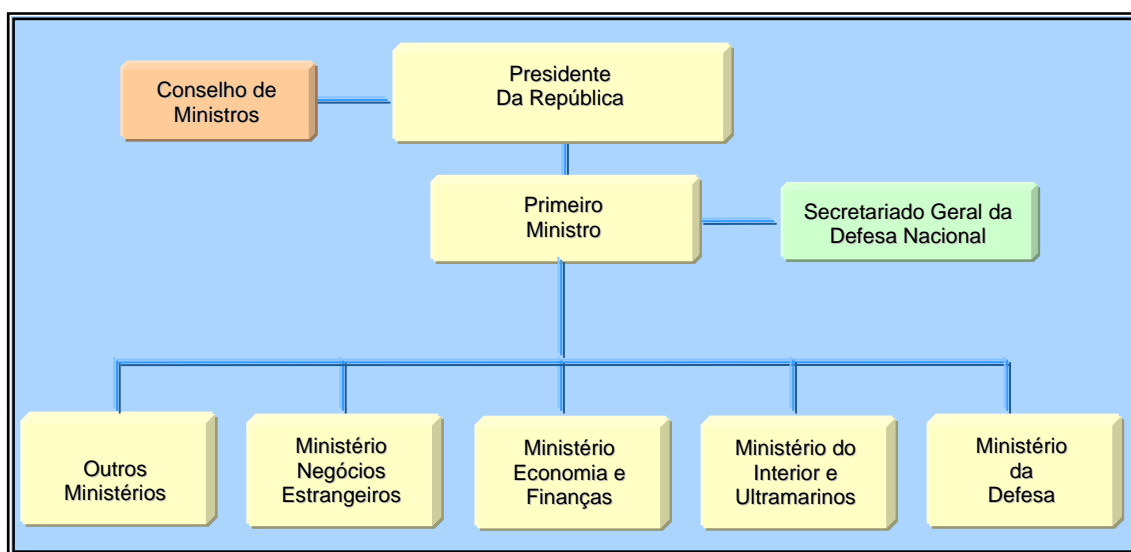 Presidente
Da República
Conselho de
Ministros
Primeiro
Ministro
Secretariado Geral da
Defesa Nacional
Outros
Ministérios
Ministério
Negócios
Estrangeiros
Ministério
Economia e
Finanças
Ministério do
Interior e
Ultramarinos
Ministério
da
Defesa